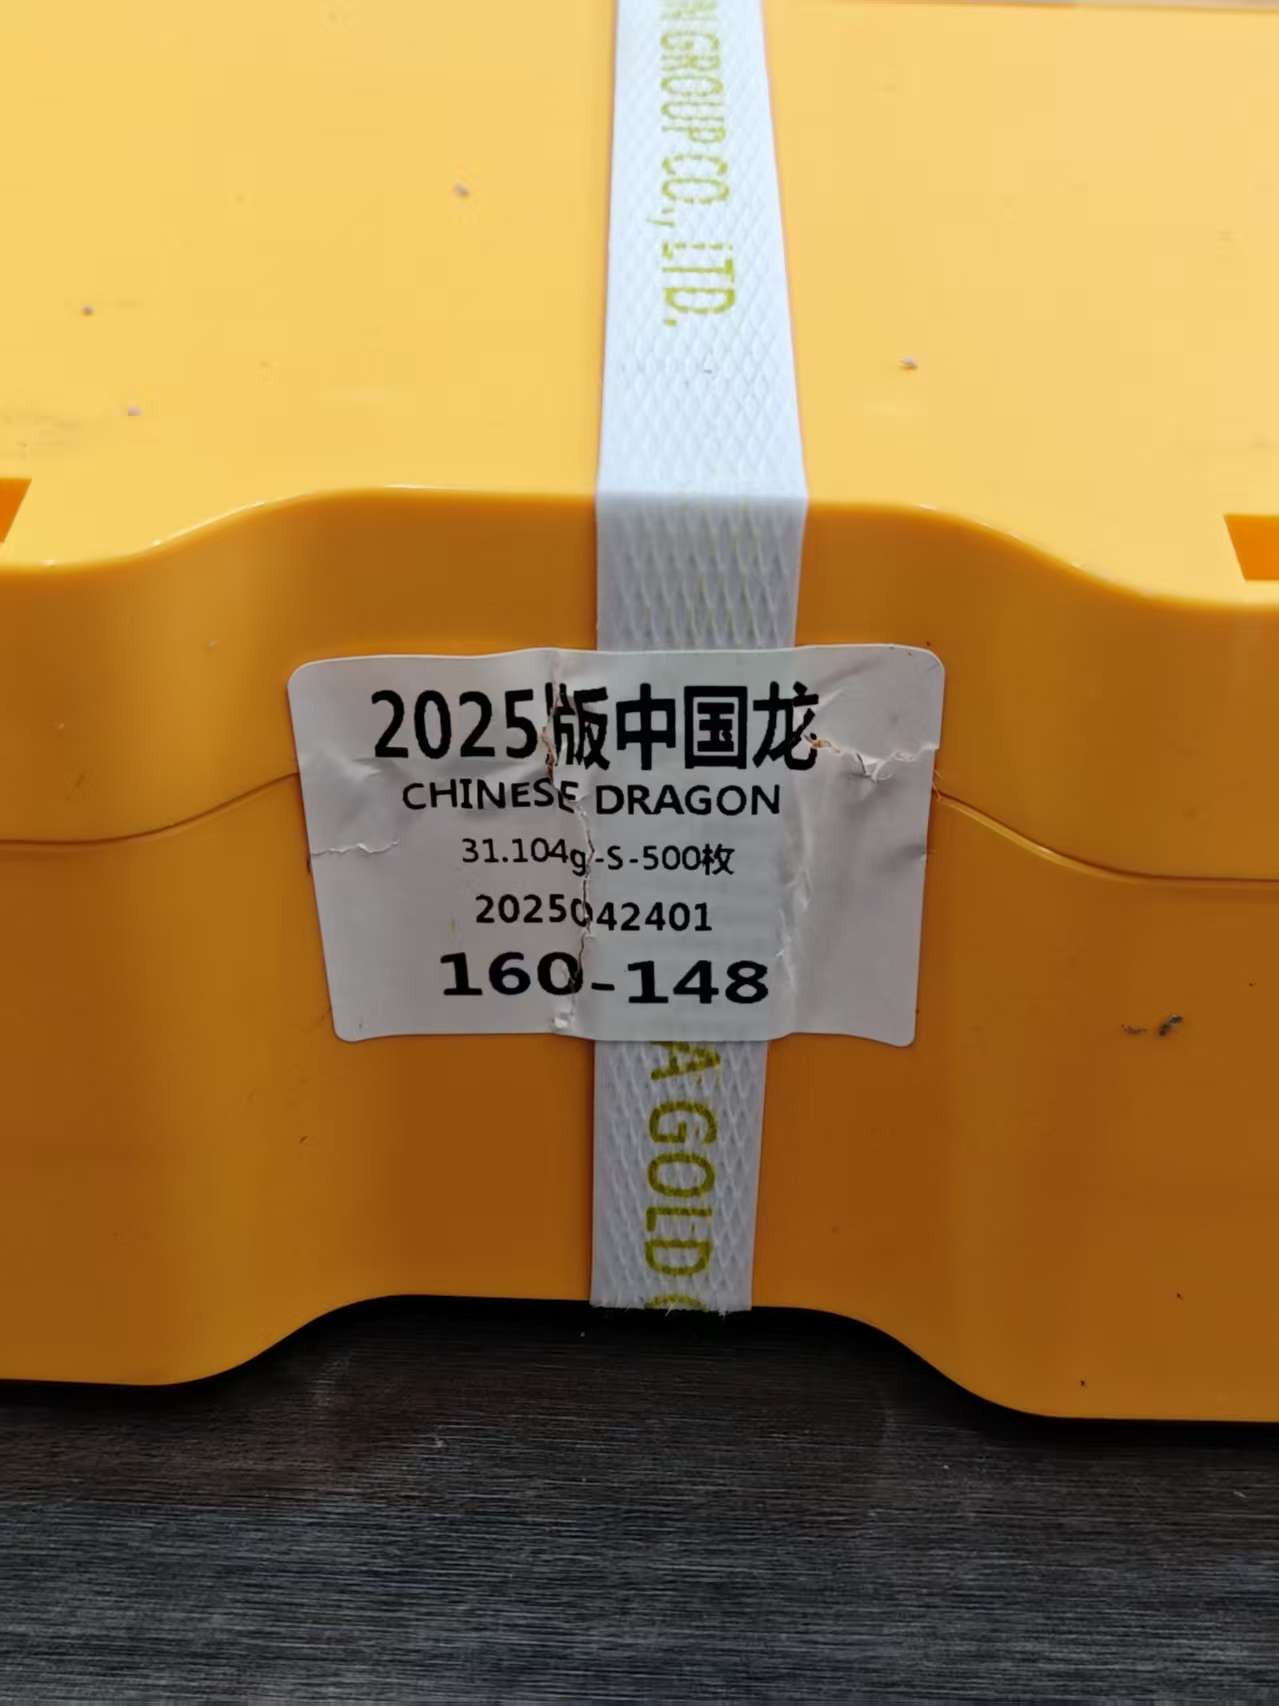 N GROUP CO., LTD.
2025版中国龙
CHINESE DRAGON
31.104g-S-500枚
2025042401
160-148
A GOLD